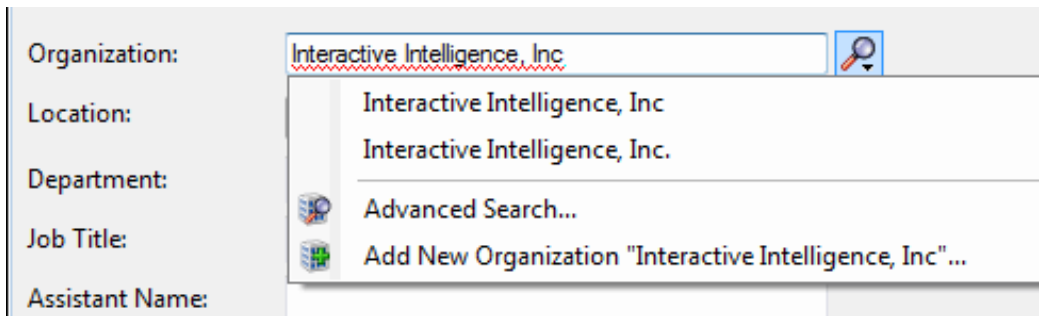 Organization: Interactive Intelligence, Inc
Interactive Intelligence, Inc
Location:
Interactive Intelligence, Inc.
Department:
Advanced Search...
Job Title:
Add New Organization "Interactive Intelligence, Inc"...
Assistant Name: